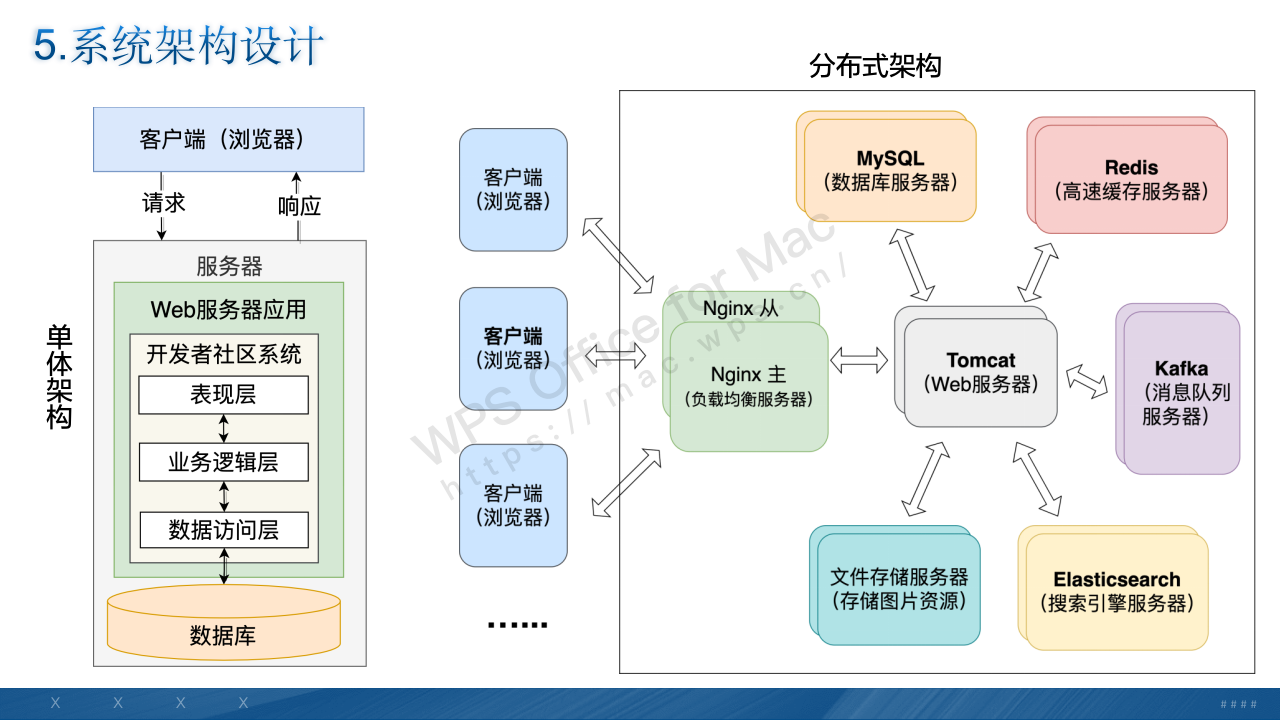 5.系统架构设计
单体架构
客户端（浏览器）
请求
响应
服务器
Web服务器应用
开发者社区系统
表现层
业务逻辑层
数据访问层
数据库
分布式架构
客户端
（浏览器）
客户端
（浏览器）
客户端
（浏览器）
……
Nginx 从
Nginx 主
（负载均衡服务器）
MySQL
（数据库服务器）
Redis
（高速缓存服务器）
Tomcat
（Web服务器）
Kafka
（消息队列
服务器）
文件存储服务器
（存储图片资源）
Elasticsearch
（搜索引擎服务器）
WPS Office for Mac
https://mac.wps.cn/
X X X X
####